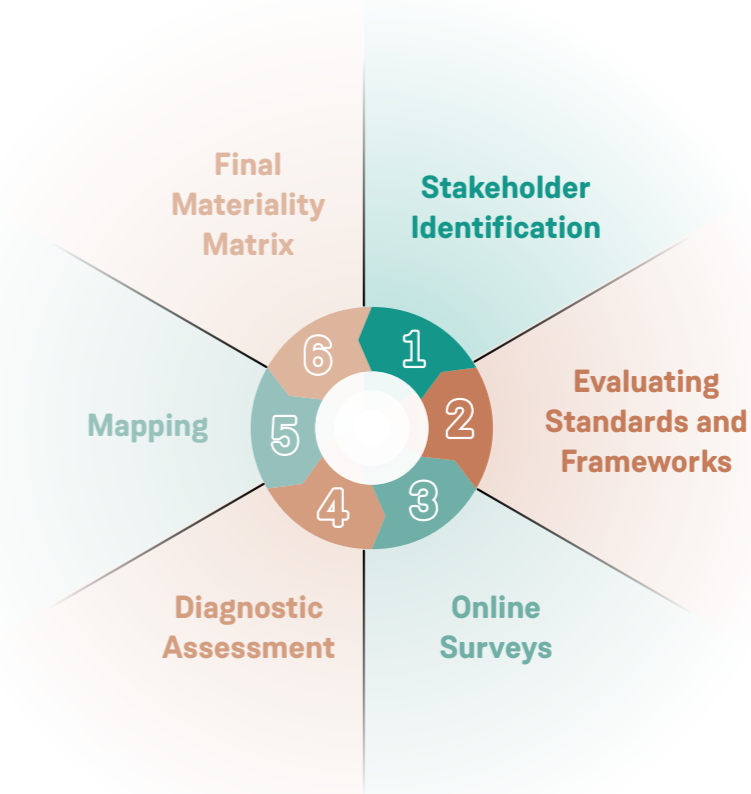 1
Stakeholder
Identification
2
Evaluating
Standards and
Frameworks
3
Online
Surveys
4
Diagnostic
Assessment
5
Mapping
6
Final
Materiality
Matrix